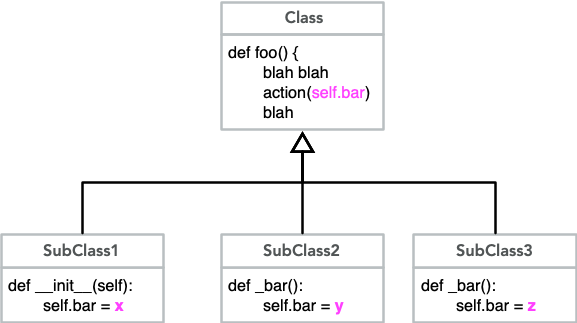 Class
def foo() {
blah blah
action(self.bar)
blah
SubClass1
def __init__(self):
self.bar = x
SubClass2
def _bar():
self.bar = y
SubClass3
def _bar():
self.bar = z